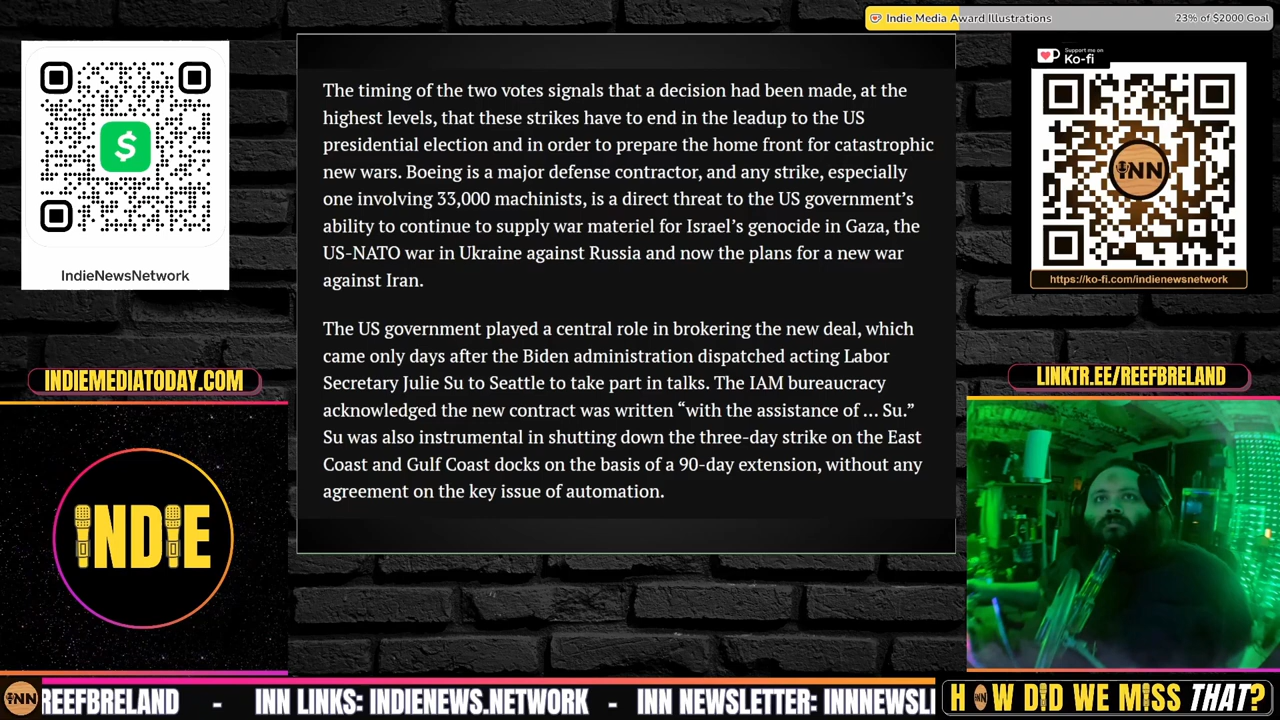 Indie Media Award Illustrations
23% of $2000 Goal
IndieNewsNetwork
The timing of the two votes signals that a decision had been made, at the
highest levels, that these strikes have to end in the leadup to the US
presidential election and in order to prepare the home front for catastrophic
new wars. Boeing is a major defense contractor, and any strike, especially
one involving 33,000 machinists, is a direct threat to the US government’s
ability to continue to supply war materiel for Israel’s genocide in Gaza, the
US-NATO war in Ukraine against Russia and now the plans for a new war
against Iran.
The US government played a central role in brokering the new deal, which
came only days after the Biden administration dispatched acting Labor
Secretary Julie Su to Seattle to take part in talks. The IAM bureaucracy
acknowledged the new contract was written “with the assistance of … Su.”
Su was also instrumental in shutting down the three-day strike on the East
Coast and Gulf Coast docks on the basis of a 90-day extension, without any
agreement on the key issue of automation.
Support me on
Ko-fi
INN
https://ko-fi.com/indienewsnetwork
INDIEMEDIATODAY.COM
LINKTR.EE/REEFBRELAND
INDIE
INN
REEFBRELAND - INN LINKS: INDIENEWS.NETWORK - INN NEWSLETTER: INNNEWSL
HOW DID WE MISS THAT?